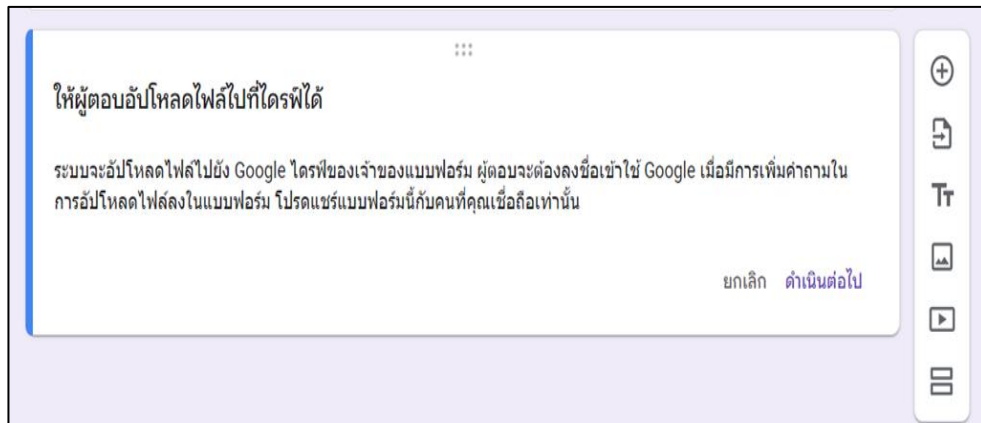 ให้ผู้ตอบอัปโหลดไฟล์ไปที่ไดรฟ์ได้
ระบบจะอัปโหลดไฟล์ไปยัง Google ไดรฟ์ของเจ้าของแบบฟอร์ม ผู้ตอบจะต้องลงชื่อเข้าใช้ Google เมื่อมีการเพิ่มคำถามใน
การอัปโหลดไฟล์ลงในแบบฟอร์ม โปรดแชร์แบบฟอร์มนี้กับคนที่คุณเชื่อถือเท่านั้น
ยกเลิก ดำเนินต่อไป
Tт